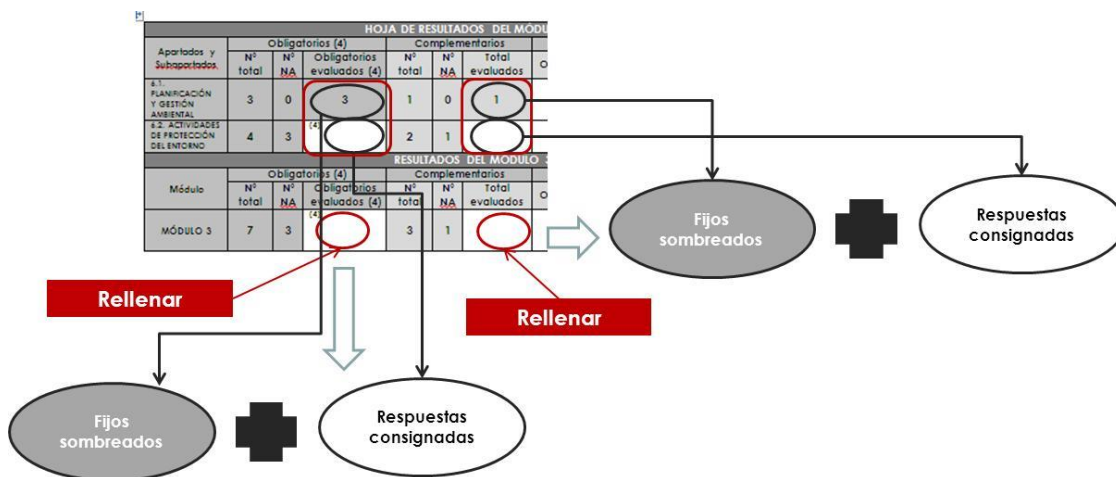 HOJA DE RESULTADOS DEL MÓDU
Apartados y Subapartados
Obligatorios (4)
Complementarios
Nº total
Nº NA
Obligatorios evaluados (4)
Nº total
Nº NA
Total evaluados
O
6.1. PLANIFICACIÓN Y GESTIÓN AMBIENTAL
3
0
3
1
0
1
6.2. ACTIVIDADES DE PROTECCIÓN DEL ENTORNO
4
3
(4)
2
1
RESULTADOS DEL MÓDULO 3
Módulo
Obligatorios (4)
Complementarios
Nº total
Nº NA
Obligatorios evaluados (4)
Nº total
Nº NA
Total evaluados
O
MÓDULO 3
7
3
(4)
3
1
Fijos
sombreados
Respuestas
consignadas
Rellenar
Rellenar
Fijos
sombreados
Respuestas
consignadas